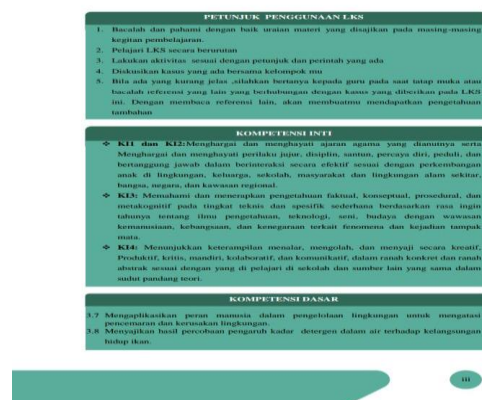 PETUNJUK PENGGUNAAN LKS
1. Bacalah dan pahami dengan baik uraian materi yang disajikan pada masing-masing
kegitan pembelajaran.
2. Pelajari LKS secara berurutan
3. Lakukan aktivitas sesuai dengan petunjuk dan perintah yang ada
4. Diskusikan kasus yang ada bersama kelompok mu
5. Bila ada yang kurang jelas ,silahkan bertanya kepada guru pada saat tatap muka atau
bacalah referensi yang lain yang berhubungan dengan kasus yang diberikan pada LKS
ini. Dengan membaca referensi lain, akan membuatmu mendapatkan pengetahuan
tambahan
KOMPETENSI INTI
❖ KI1 dan KI2:Menghargai dan menghayati ajaran agama yang dianutnya serta
Menghargai dan menghayati perilaku jujur, disiplin, santun, percaya diri, peduli, dan
bertanggung jawab dalam berinteraksi secara efektif sesuai dengan perkembangan
anak di lingkungan, keluarga, sekolah, masyarakat dan lingkungan alam sekitar,
bangsa, negara, dan kawasan regional.
❖ KI3: Memahami dan menerapkan pengetahuan faktual, konseptual, prosedural, dan
metakognitif pada tingkat teknis dan spesifik sederhana berdasarkan rasa ingin
tahunya tentang ilmu pengetahuan, teknologi, seni, budaya dengan wawasan
kemanusiaan, kebangsaan, dan kenegaraan terkait fenomena dan kejadian tampak
mata.
❖ KI4: Menunjukkan keterampilan menalar, mengolah, dan menyaji secara kreatif,
Produktif, kritis, mandiri, kolaboratif, dan komunikatif, dalam ranah konkret dan ranah
abstrak sesuai dengan yang di pelajari di sekolah dan sumber lain yang sama dalam
sudut pandang teori.
KOMPETENSI DASAR
3.7 Mengaplikasikan peran manusia dalam pengelolaan lingkungan untuk mengatasi
pencemaran dan kerusakan lingkungan.
3.8 Menyajikan hasil percobaan pengaruh kadar detergen dalam air terhadap kelangsungan
hidup ikan.
iii